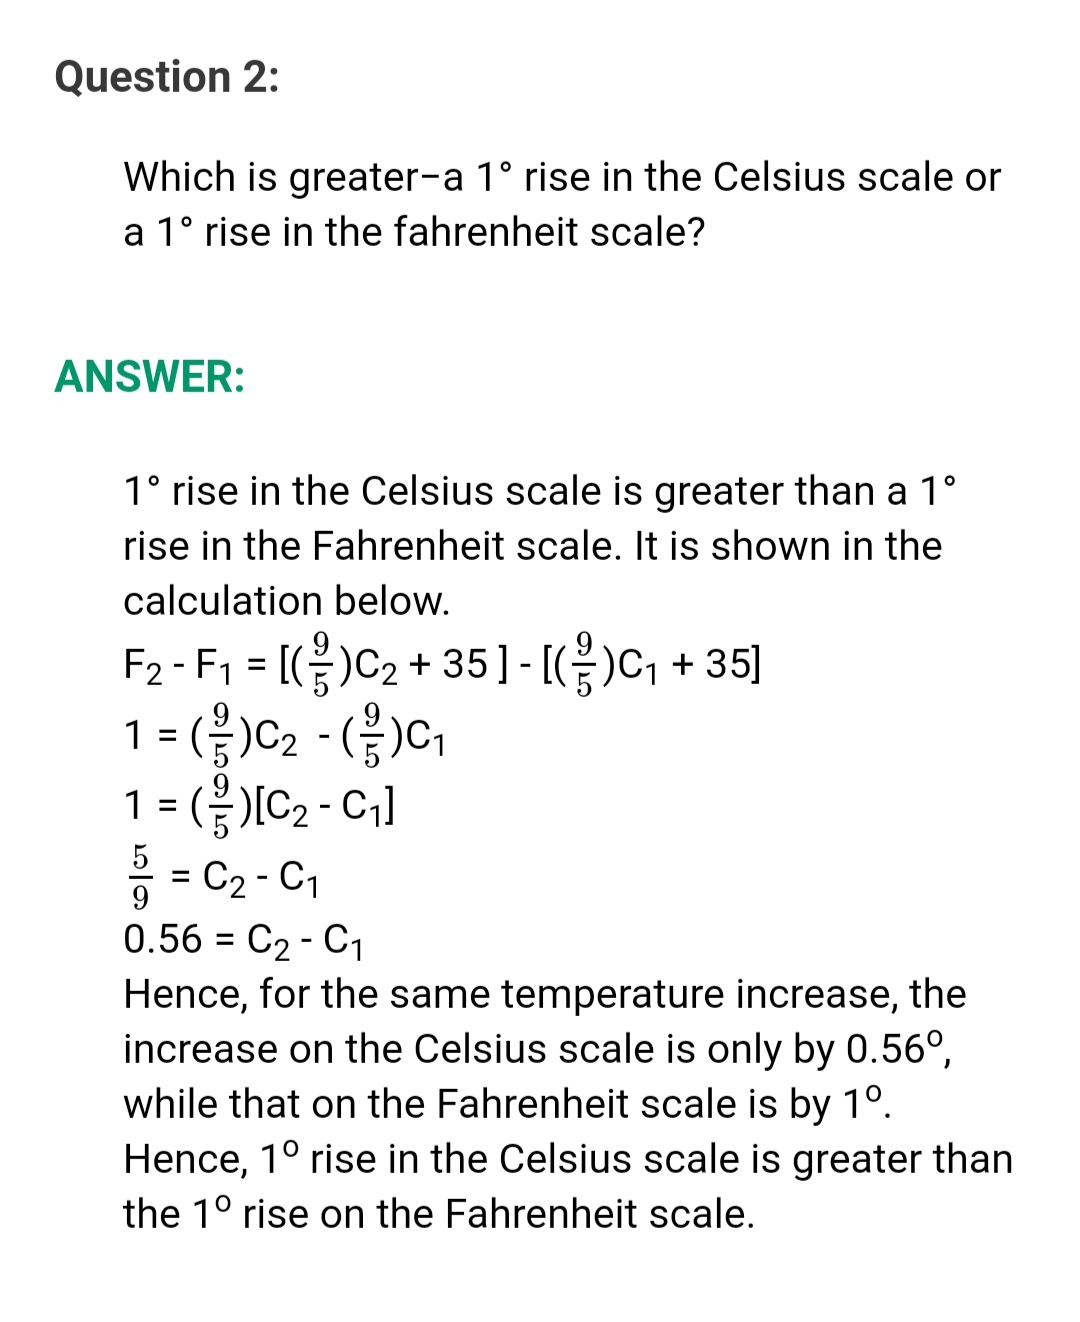 Question 2:
Which is greater−a 1° rise in the Celsius scale or
a 1° rise in the fahrenheit scale?
ANSWER:
1° rise in the Celsius scale is greater than a 1°
rise in the Fahrenheit scale. It is shown in the
calculation below.
F₂ - F₁ = [(9/5)C₂ + 35 ] - [(9/5)C₁ + 35]
1 = (9/5)C₂ - (9/5)C₁
1 = (9/5)[C₂ - C₁]
5/9 = C₂ - C₁
0.56 = C₂ - C₁
Hence, for the same temperature increase, the
increase on the Celsius scale is only by 0.56⁰,
while that on the Fahrenheit scale is by 1⁰.
Hence, 1⁰ rise in the Celsius scale is greater than
the 1⁰ rise on the Fahrenheit scale.